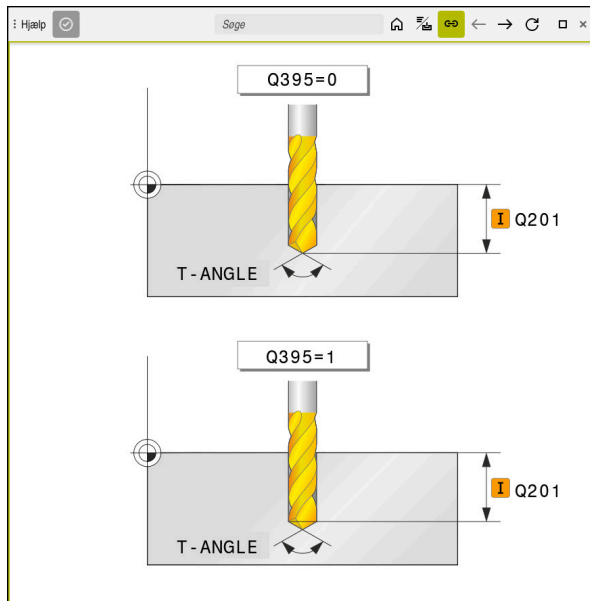 Hjælp Søge
Q395=0
I Q201
T-ANGLE
Q395=1
I Q201
T-ANGLE